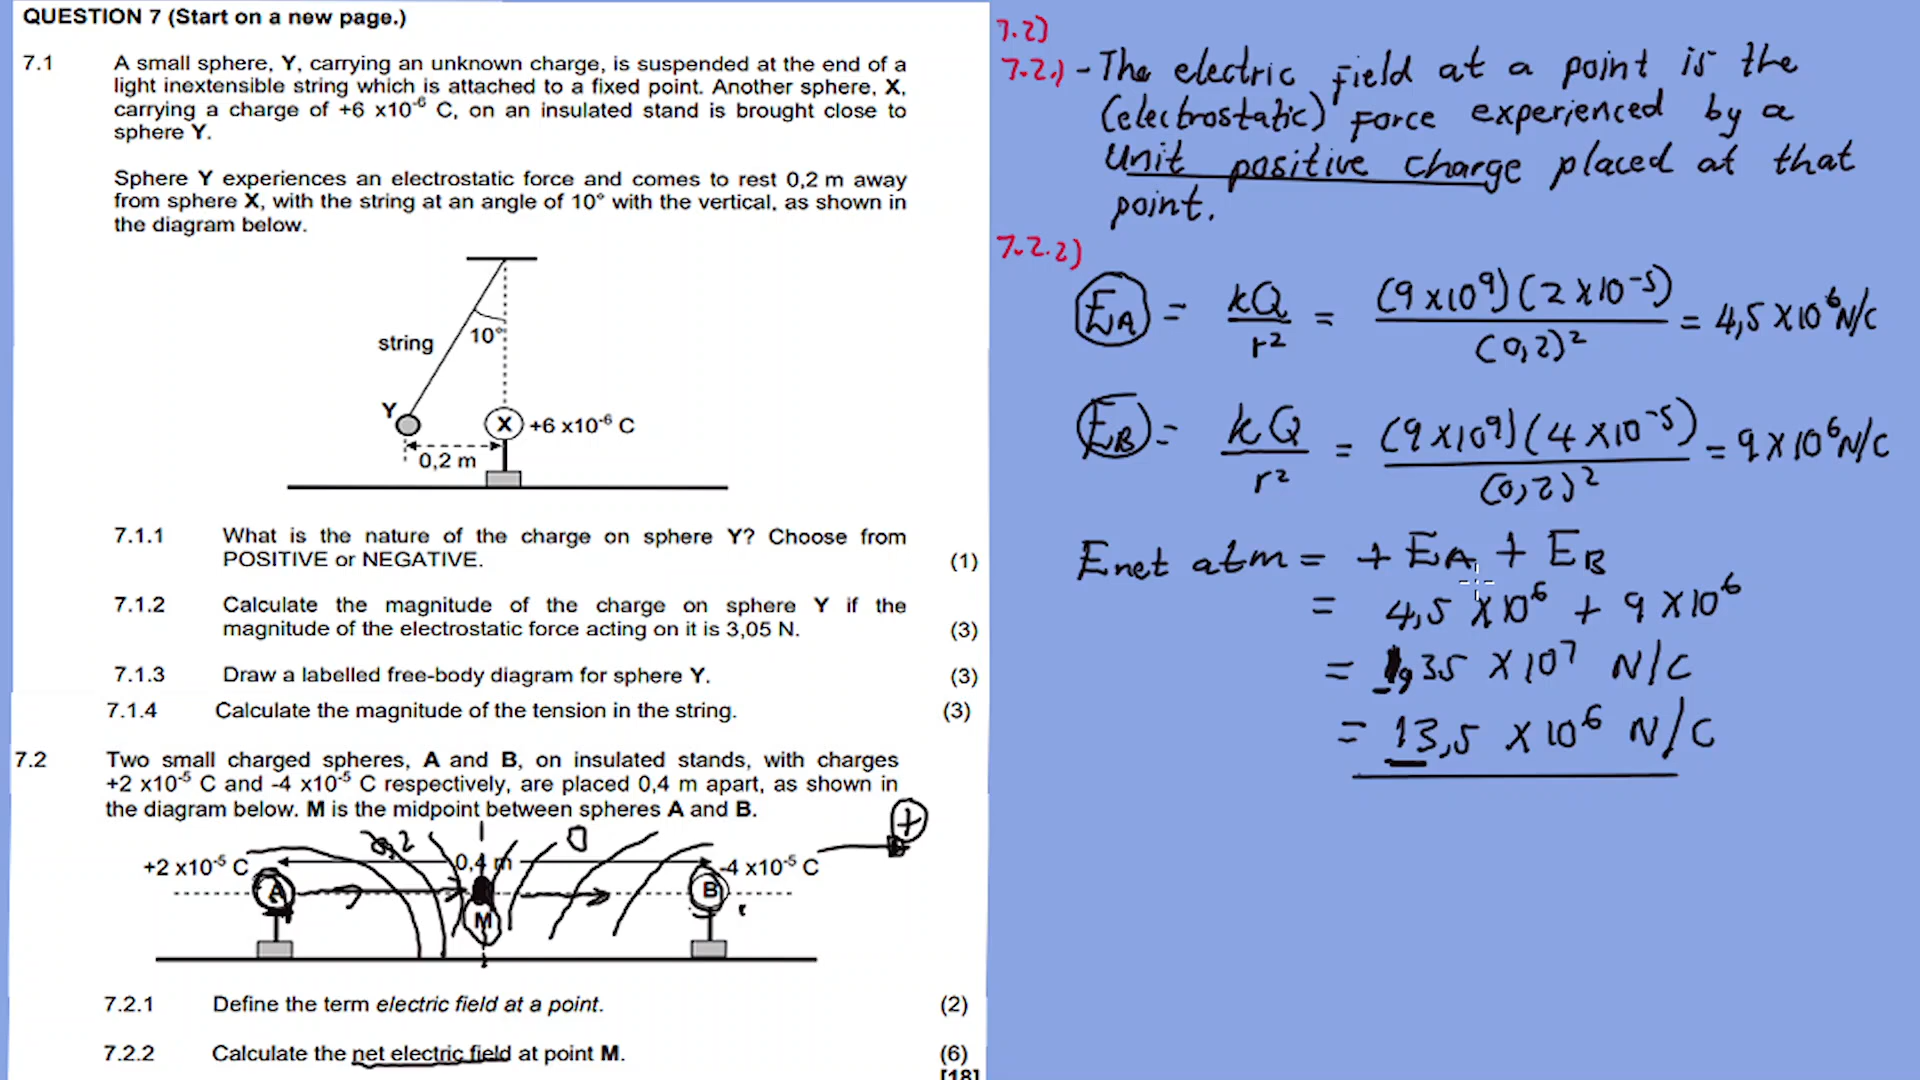 QUESTION 7 (Start on a new page.)
7.1 A small sphere, Y, carrying an unknown charge, is suspended at the end of a
light inextensible string which is attached to a fixed point. Another sphere, X,
carrying a charge of +6 x10⁻⁶ C, on an insulated stand is brought close to
sphere Y.
Sphere Y experiences an electrostatic force and comes to rest 0,2 m away
from sphere X, with the string at an angle of 10° with the vertical, as shown in
the diagram below.
10°
string
Y
X +6 x10⁻⁶ C
0,2 m
7.1.1 What is the nature of the charge on sphere Y? Choose from
POSITIVE or NEGATIVE. (1)
7.1.2 Calculate the magnitude of the charge on sphere Y if the
magnitude of the electrostatic force acting on it is 3,05 N. (3)
7.1.3 Draw a labelled free-body diagram for sphere Y. (3)
7.1.4 Calculate the magnitude of the tension in the string. (3)
7.2 Two small charged spheres, A and B, on insulated stands, with charges
+2 x10⁻⁵ C and -4 x10⁻⁵ C respectively, are placed 0,4 m apart, as shown in
the diagram below. M is the midpoint between spheres A and B.
+
0,2
+2 x10⁻⁵ C 0,4 m -4 x10⁻⁵ C
A B
M
7.2.1 Define the term electric field at a point. (2)
7.2.2 Calculate the net electric field at point M. (6)
[18]
7.2)
7.2.1 - The electric field at a point is the
(electrostatic) force experienced by a
unit positive charge placed at that
point.
7.2.2)
EA = kQ/r² = (9 x10⁹)(2 x10⁻⁵)/(0,2)² = 4,5 x10⁶ N/C
EB = kQ/r² = (9 x10⁹)(4 x10⁻⁵)/(0,2)² = 9 x10⁶ N/C
Enet at m = + EA + EB
= 4,5 x10⁶ + 9 x10⁶
= 1,35 x10⁷ N/C
= 13,5 x10⁶ N/C